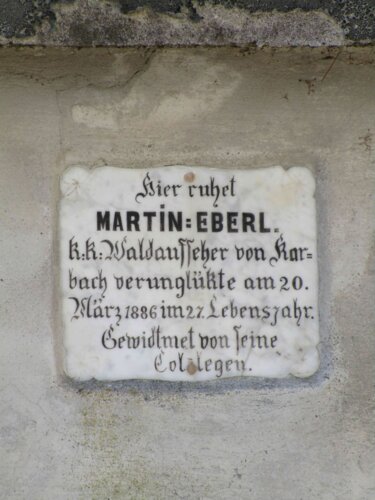 Hier ruhet
MARTIN: EBERL.
k:k: Waldaufseher von Kar=
bach verunglükte am 20.
März 1886 im 27. Lebensjahr.
Gewidtmet von seine
Collegen.